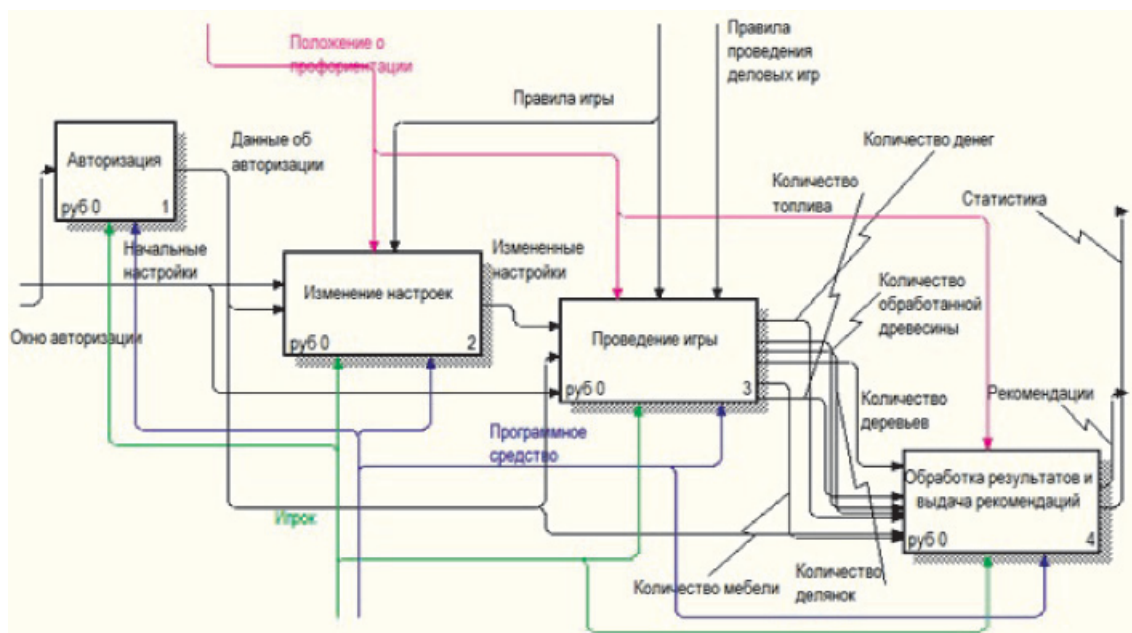 Положение о
профориентации
Правила
проведения
деловых игр
Правила игры
Авторизация
руб 0
1
Данные об
авторизации
Количество денег
Количество
топлива
Статистика
Начальные
настройки
Измененные
настройки
Изменение настроек
руб 0
2
Окно авторизации
Количество
обработанной
древесины
Проведение игры
руб 0
3
Рекомендации
Количество
деревьев
Программное
средство
Обработка результатов и
выдача рекомендаций
руб 0
4
Игрок
Количество мебели
Количество
делянок